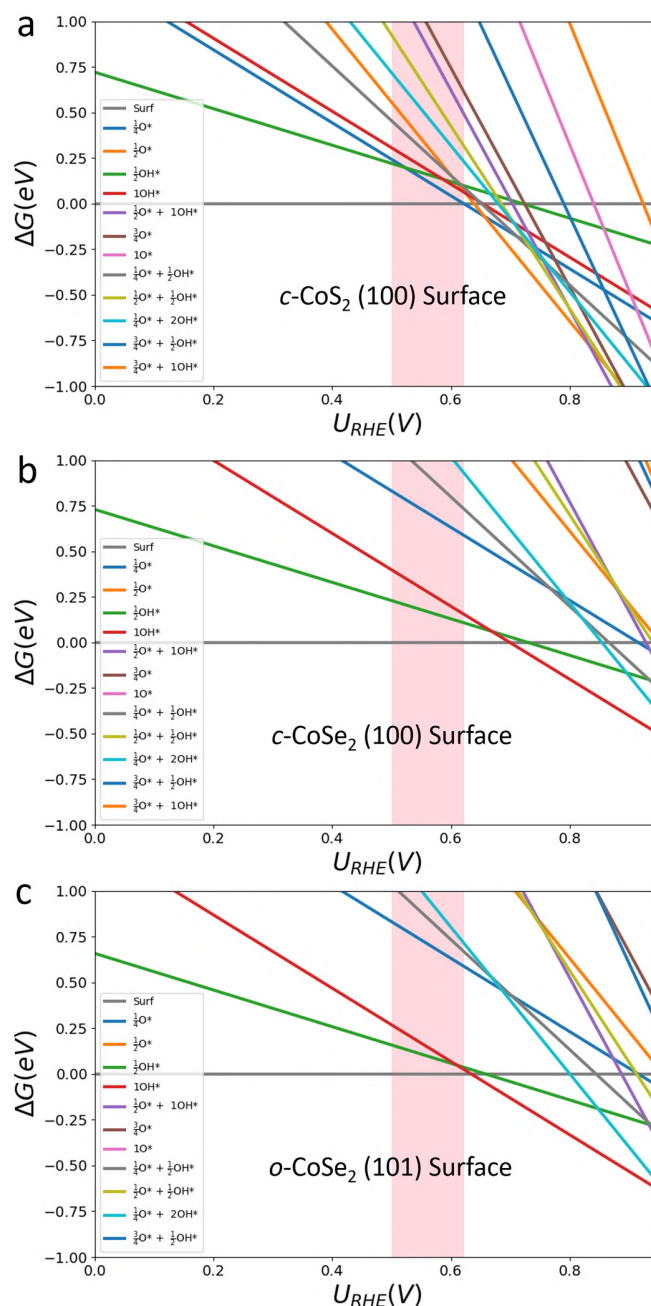 a
1.00
0.75
0.50
0.25
0.00
-0.25
-0.50
-0.75
-1.00
ΔG(eV)
Surf
1/4O*
1/2O*
1/2OH*
1OH*
1/2O* + 1OH*
3/4O*
1O*
1/4O* + 1/2OH*
1/2O* + 1/2OH*
1/4O* + 2OH*
3/4O* + 1/2OH*
3/4O* + 1OH*
c-CoS₂ (100) Surface
0.0 0.2 0.4 0.6 0.8
U_RHE(V)
b
1.00
0.75
0.50
0.25
0.00
-0.25
-0.50
-0.75
-1.00
ΔG(eV)
Surf
1/4O*
1/2O*
1/2OH*
1OH*
1/2O* + 1OH*
3/4O*
1O*
1/4O* + 1/2OH*
1/2O* + 1/2OH*
1/4O* + 2OH*
3/4O* + 1/2OH*
3/4O* + 1OH*
c-CoSe₂ (100) Surface
0.0 0.2 0.4 0.6 0.8
U_RHE(V)
c
1.00
0.75
0.50
0.25
0.00
-0.25
-0.50
-0.75
-1.00
ΔG(eV)
Surf
1/4O*
1/2O*
1/2OH*
1OH*
1/2O* + 1OH*
3/4O*
1O*
1/4O* + 1/2OH*
1/2O* + 1/2OH*
1/4O* + 2OH*
3/4O* + 1/2OH*
o-CoSe₂ (101) Surface
0.0 0.2 0.4 0.6 0.8
U_RHE(V)